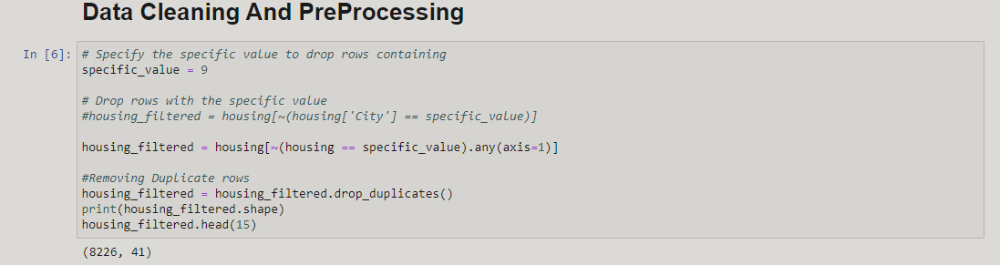 Data Cleaning And PreProcessing
In [6]: # Specify the specific value to drop rows containing
specific_value = 9
# Drop rows with the specific value
#housing_filtered = housing[~(housing['City'] == specific_value)]
housing_filtered = housing[~(housing == specific_value).any(axis=1)]
#Removing Duplicate rows
housing_filtered = housing_filtered.drop_duplicates()
print(housing_filtered.shape)
housing_filtered.head(15)
(8226, 41)